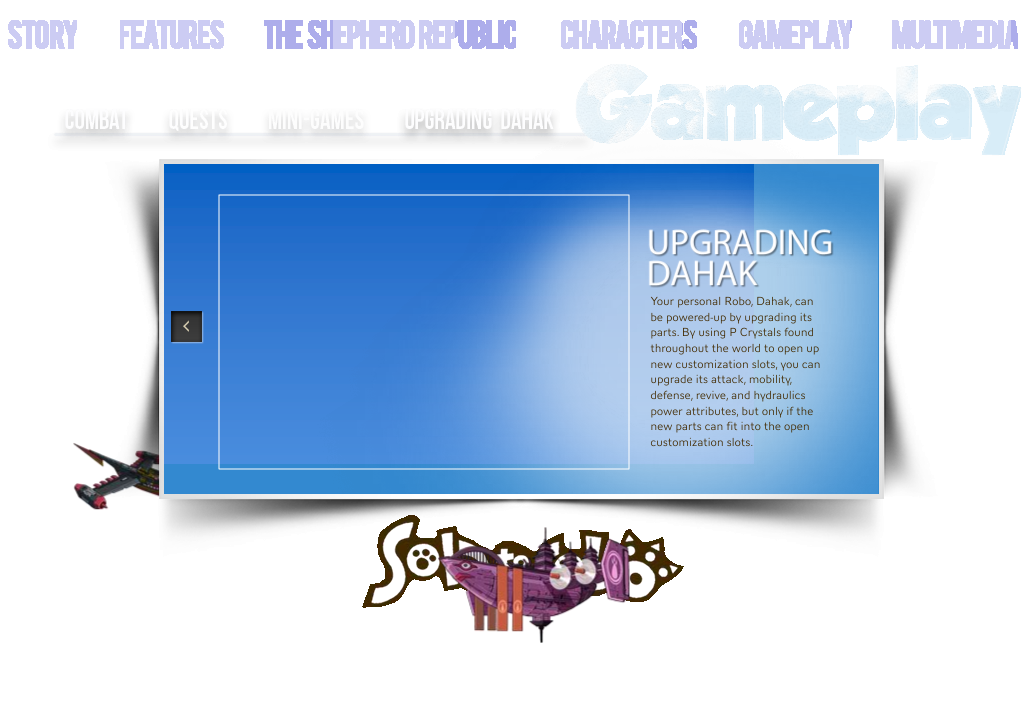 STORY FEATURES THE SHEPHERD REPUBLIC CHARACTERS GAMEPLAY MULTIMEDIA
Gameplay
COMBAT QUESTS MINI-GAMES UPGRADING DAHAK
UPGRADING
DAHAK
Your personal Robo, Dahak, can
be powered-up by upgrading its
parts. By using P Crystals found
throughout the world to open up
new customization slots, you can
upgrade its attack, mobility,
defense, revive, and hydraulics
power attributes, but only if the
new parts can fit into the open
customization slots.